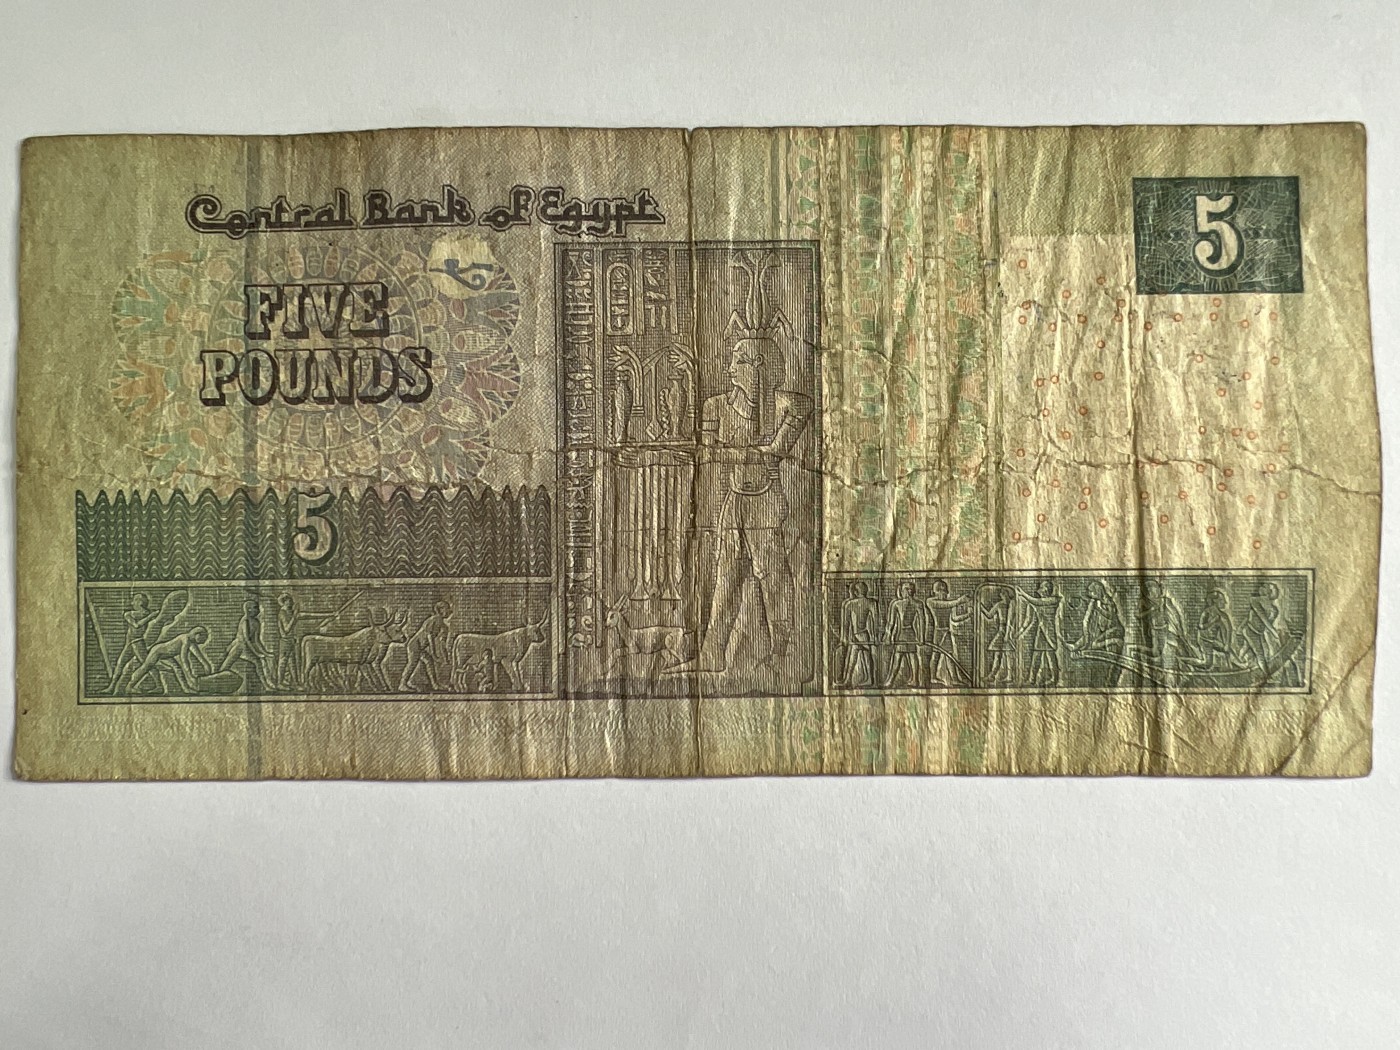 Central Bank of Egypt
5
FIVE
POUNDS
5